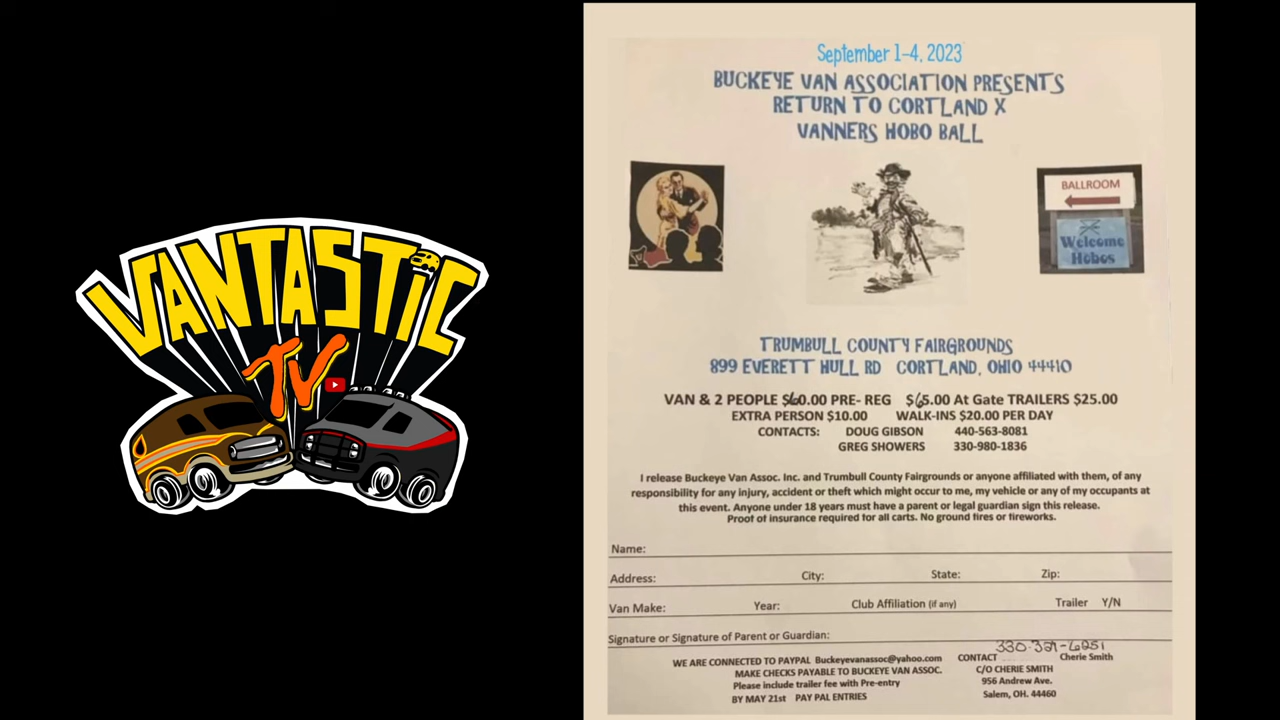 VANTASTIC
TV
September 1-4, 2023
BUCKEYE VAN ASSOCIATION PRESENTS
RETURN TO CORTLAND X
VANNERS HOBO BALL
BALLROOM
Welcome
Hobos
TRUMBULL COUNTY FAIRGROUNDS
899 EVERETT HULL RD CORTLAND, OHIO 44410
VAN & 2 PEOPLE $60.00 PRE- REG $65.00 At Gate TRAILERS $25.00
EXTRA PERSON $10.00 WALK-INS $20.00 PER DAY
CONTACTS: DOUG GIBSON 440-563-8081
GREG SHOWERS 330-980-1836
I release Buckeye Van Assoc. Inc. and Trumbull County Fairgrounds or anyone affiliated with them, of any
responsibility for any injury, accident or theft which might occur to me, my vehicle or any of my occupants at
this event. Anyone under 18 years must have a parent or legal guardian sign this release.
Proof of insurance required for all carts. No ground fires or fireworks.
Name:
Address: City: State: Zip:
Van Make: Year: Club Affiliation (if any) Trailer Y/N
Signature or Signature of Parent or Guardian:
330-327-6251
WE ARE CONNECTED TO PAYPAL Buckeyevanassoc@yahoo.com CONTACT Cherie Smith
MAKE CHECKS PAYABLE TO BUCKEYE VAN ASSOC. C/O CHERIE SMITH
Please include trailer fee with Pre-entry 956 Andrew Ave.
BY MAY 21st PAY PAL ENTRIES Salem, OH. 44460